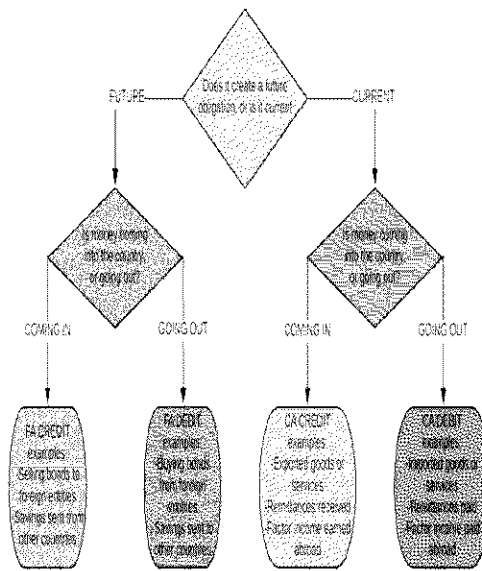 Does it create a future
obligation, or is it current
FUTURE
CURRENT
Is money coming
into the country,
or going out?
Is money coming
into the country,
or going out?
COMING IN
GOING OUT
COMING IN
GOING OUT
FA CREDIT
examples:
-Selling bonds to
foreign entities
-Savings sent from
other countries
FA DEBIT
examples:
-Buying bonds
from foreign
entities
-Savings sent to
other countries
CA CREDIT
examples:
-Exported goods or
services
-Remittances received
-Factor income earned
abroad
CA DEBIT
examples:
-Imported goods or
services
-Remittances paid
-Factor income paid
abroad